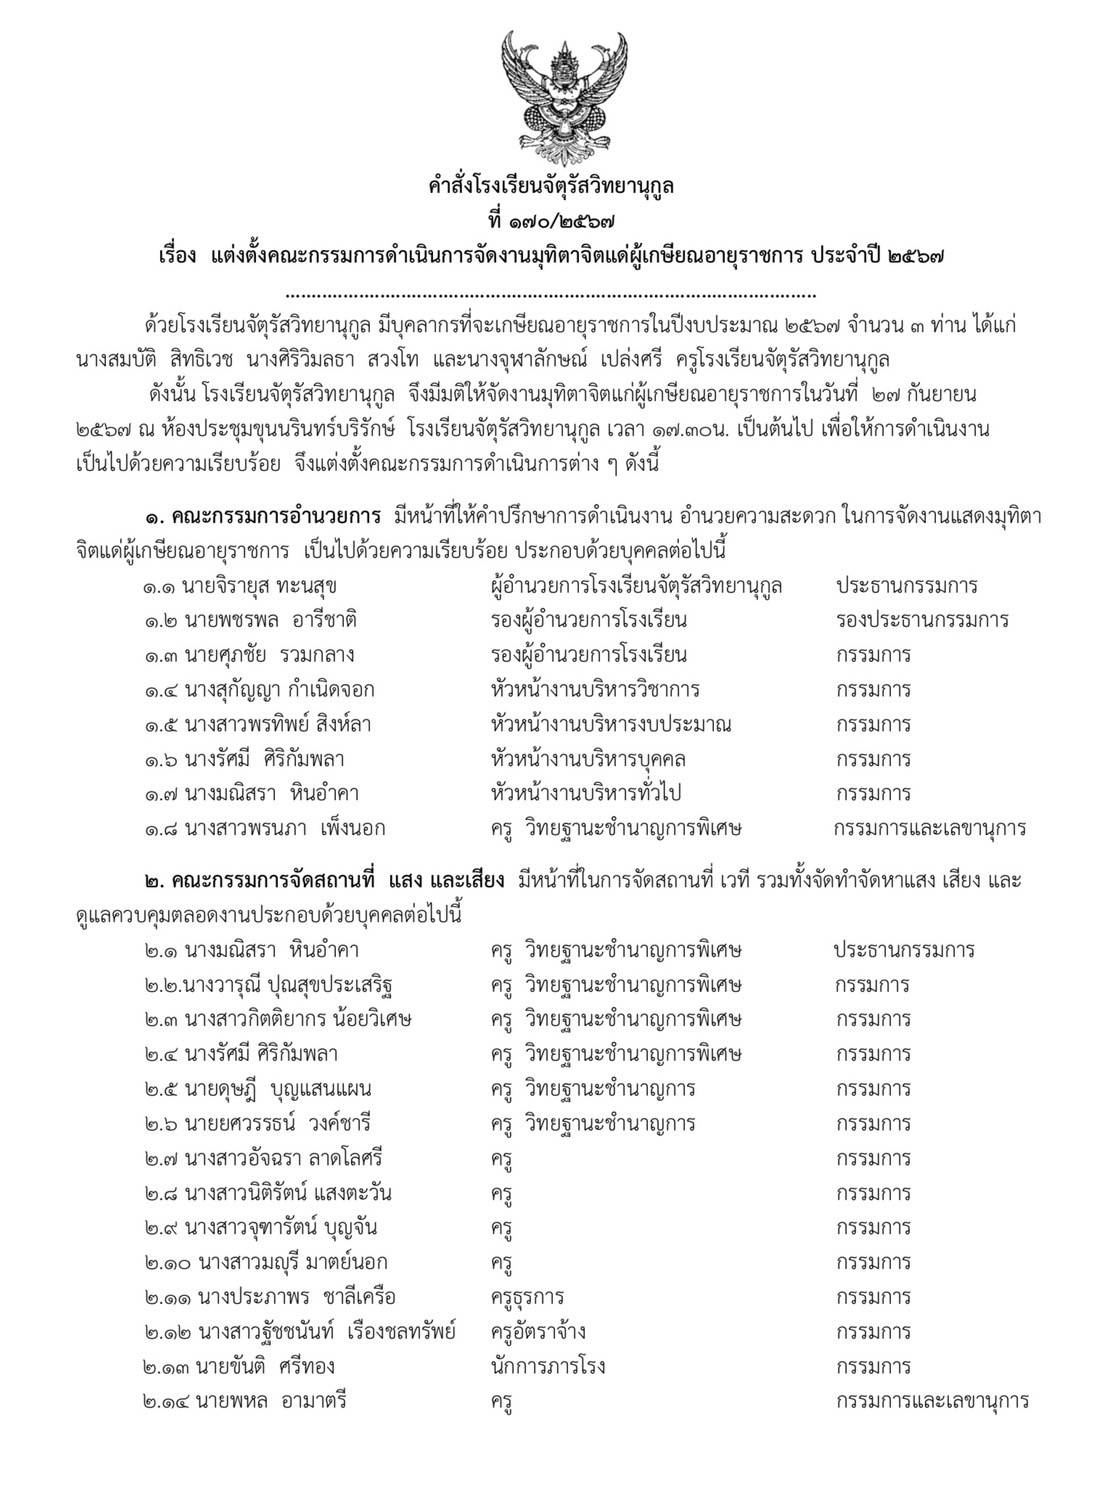 คำสั่งโรงเรียนจัตุรัสวิทยานุกูล
ที่ ๑๗๐/๒๕๖๗
เรื่อง แต่งตั้งคณะกรรมการดำเนินการจัดงานมุทิตาจิตแด่ผู้เกษียณอายุราชการ ประจำปี ๒๕๖๗
....................................................................................................
ด้วยโรงเรียนจัตุรัสวิทยานุกูล มีบุคลากรที่จะเกษียณอายุราชการในปีงบประมาณ ๒๕๖๗ จำนวน ๓ ท่าน ได้แก่
นางสมบัติ สิทธิเวช นางศิริวิมลธา สวงโท และนางจุฬาลักษณ์ เปล่งศรี ครูโรงเรียนจัตุรัสวิทยานุกูล
ดังนั้น โรงเรียนจัตุรัสวิทยานุกูล จึงมีมติให้จัดงานมุทิตาจิตแก่ผู้เกษียณอายุราชการในวันที่ ๒๗ กันยายน
๒๕๖๗ ณ ห้องประชุมขุนนรินทร์บริรักษ์ โรงเรียนจัตุรัสวิทยานุกูล เวลา ๑๗.๓๐น. เป็นต้นไป เพื่อให้การดำเนินงาน
เป็นไปด้วยความเรียบร้อย จึงแต่งตั้งคณะกรรมการดำเนินการต่าง ๆ ดังนี้
๑. คณะกรรมการอำนวยการ มีหน้าที่ให้คำปรึกษาการดำเนินงาน อำนวยความสะดวก ในการจัดงานแสดงมุทิตา
จิตแด่ผู้เกษียณอายุราชการ เป็นไปด้วยความเรียบร้อย ประกอบด้วยบุคคลต่อไปนี้
๑.๑ นายจิรายุส ทะนสุข ผู้อำนวยการโรงเรียนจัตุรัสวิทยานุกูล ประธานกรรมการ
๑.๒ นายพชรพล อารีชาติ รองผู้อำนวยการโรงเรียน รองประธานกรรมการ
๑.๓ นายศุภชัย รวมกลาง รองผู้อำนวยการโรงเรียน กรรมการ
๑.๔ นางสุกัญญา กำเนิดจอก หัวหน้างานบริหารวิชาการ กรรมการ
๑.๕ นางสาวพรทิพย์ สิงห์ลา หัวหน้างานบริหารงบประมาณ กรรมการ
๑.๖ นางรัศมี ศิริกัมพลา หัวหน้างานบริหารบุคคล กรรมการ
๑.๗ นางมณิสรา หินอำคา หัวหน้างานบริหารทั่วไป กรรมการ
๑.๘ นางสาวพรนภา เพ็งนอก ครู วิทยฐานะชำนาญการพิเศษ กรรมการและเลขานุการ
๒. คณะกรรมการจัดสถานที่ แสง และเสียง มีหน้าที่ในการจัดสถานที่ เวที รวมทั้งจัดทำจัดหาแสง เสียง และ
ดูแลควบคุมตลอดงานประกอบด้วยบุคคลต่อไปนี้
๒.๑ นางมณิสรา หินอำคา ครู วิทยฐานะชำนาญการพิเศษ ประธานกรรมการ
๒.๒.นางวารุณี ปุณสุขประเสริฐ ครู วิทยฐานะชำนาญการพิเศษ กรรมการ
๒.๓ นางสาวกิตติยากร น้อยวิเศษ ครู วิทยฐานะชำนาญการพิเศษ กรรมการ
๒.๔ นางรัศมี ศิริกัมพลา ครู วิทยฐานะชำนาญการพิเศษ กรรมการ
๒.๕ นายดุษฎี บุญแสนแผน ครู วิทยฐานะชำนาญการ กรรมการ
๒.๖ นายยศวรรธน์ วงค์ชารี ครู วิทยฐานะชำนาญการ กรรมการ
๒.๗ นางสาวอัจฉรา ลาดโลศรี ครู กรรมการ
๒.๘ นางสาวนิติรัตน์ แสงตะวัน ครู กรรมการ
๒.๙ นางสาวจุฑารัตน์ บุญจัน ครู กรรมการ
๒.๑๐ นางสาวมญุรี มาตย์นอก ครู กรรมการ
๒.๑๑ นางประภาพร ชาลีเครือ ครูธุรการ กรรมการ
๒.๑๒ นางสาวฐัชชนันท์ เรืองชลทรัพย์ ครูอัตราจ้าง กรรมการ
๒.๑๓ นายขันติ ศรีทอง นักการภารโรง กรรมการ
๒.๑๔ นายพหล อามาตรี ครู กรรมการและเลขานุการ